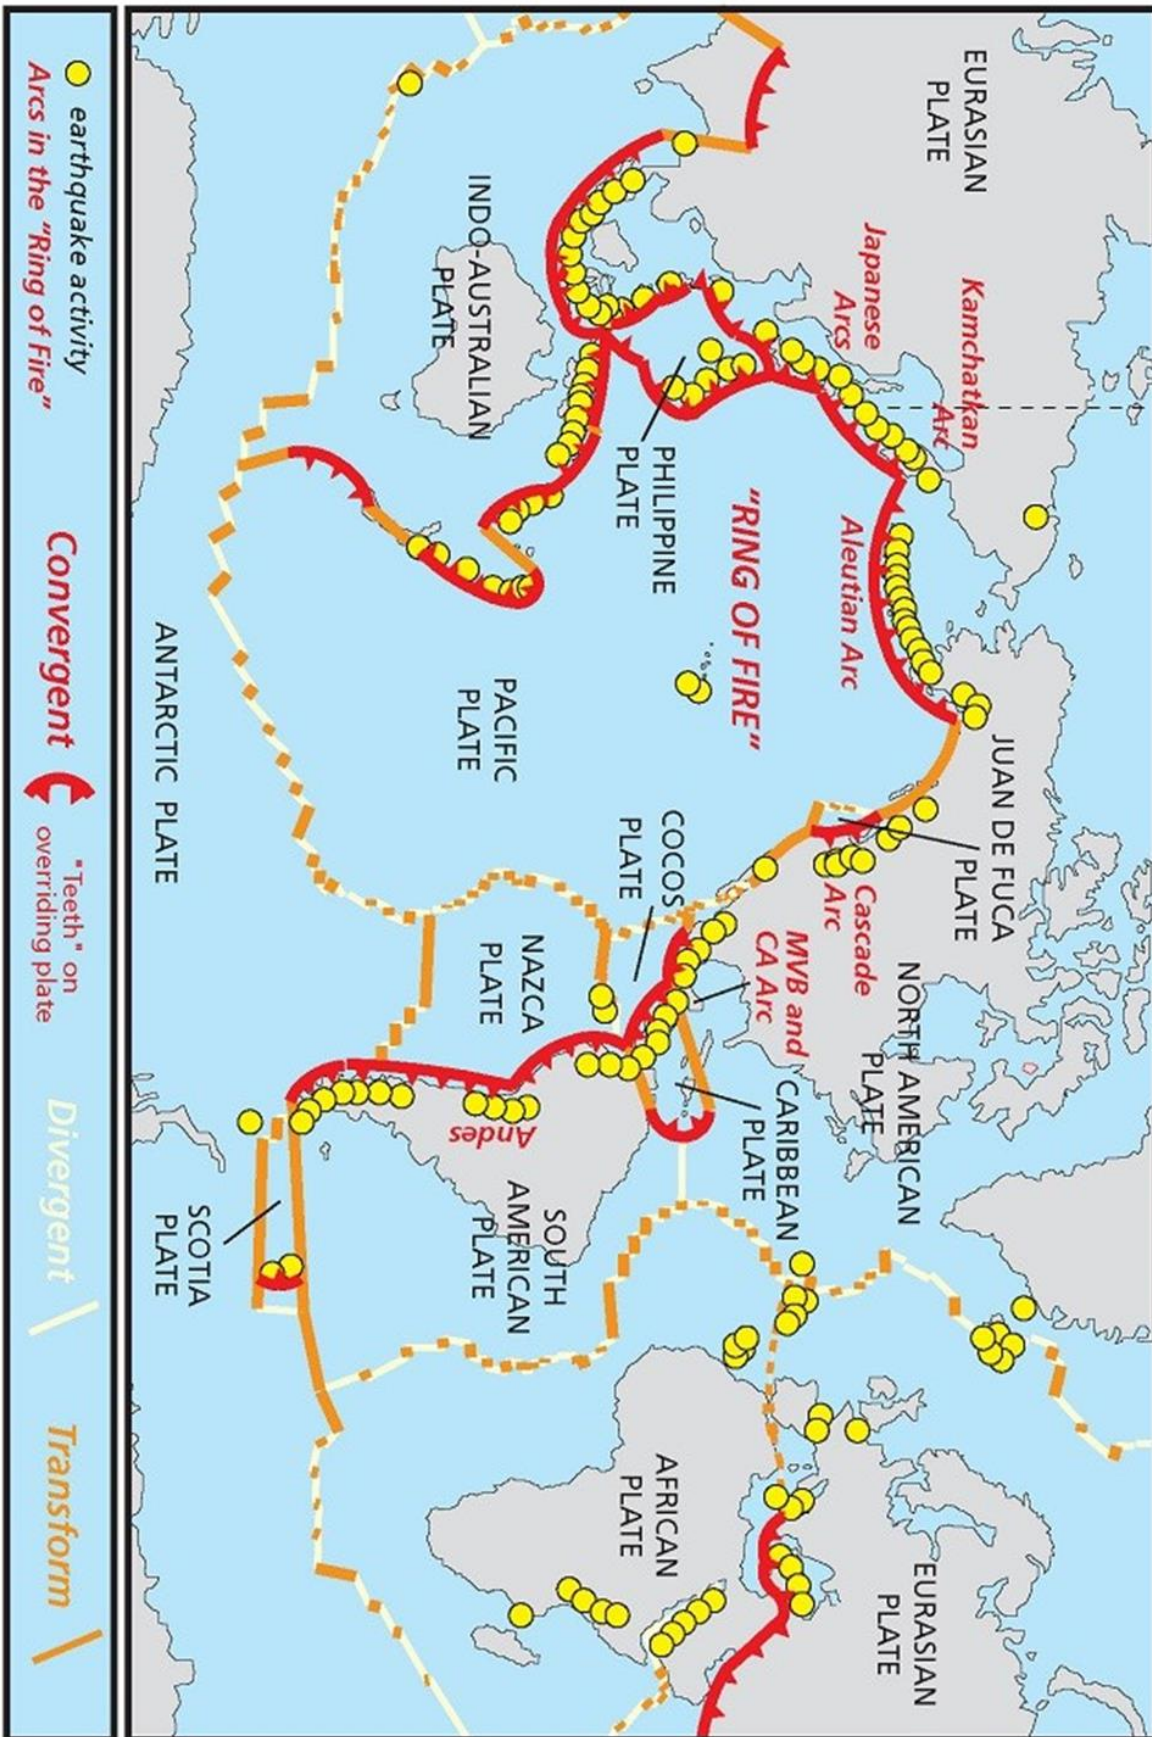 EURASIAN
PLATE
Japanese
Arcs
Kamchatkan
Arc
INDO-AUSTRALIAN
PLATE
PHILIPPINE
PLATE
"RING OF FIRE"
Aleutian Arc
PACIFIC
PLATE
ANTARCTIC PLATE
JUAN DE FUCA
PLATE
Cascade
Arc
COCOS
PLATE
MVB and
CA Arc
NORTH AMERICAN
PLATE
NAZCA
PLATE
CARIBBEAN
PLATE
Andes
SOUTH
AMERICAN
PLATE
SCOTIA
PLATE
AFRICAN
PLATE
EURASIAN
PLATE
earthquake activity
Arcs in the "Ring of Fire"
Convergent
"Teeth" on
overriding plate
Divergent
Transform